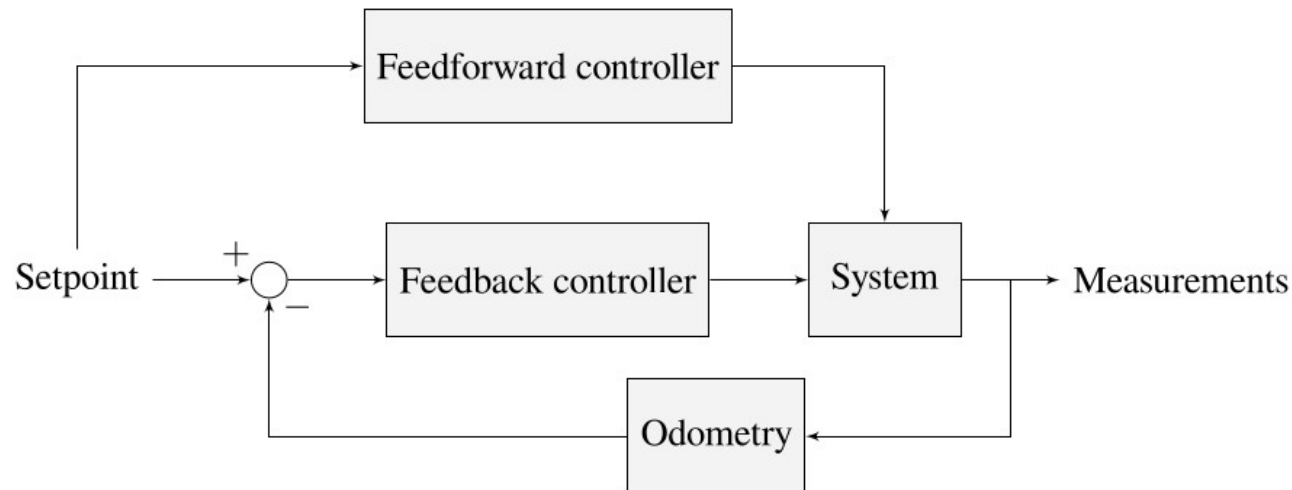 Feedforward controller
Setpoint
+
−
Feedback controller
System
Measurements
Odometry